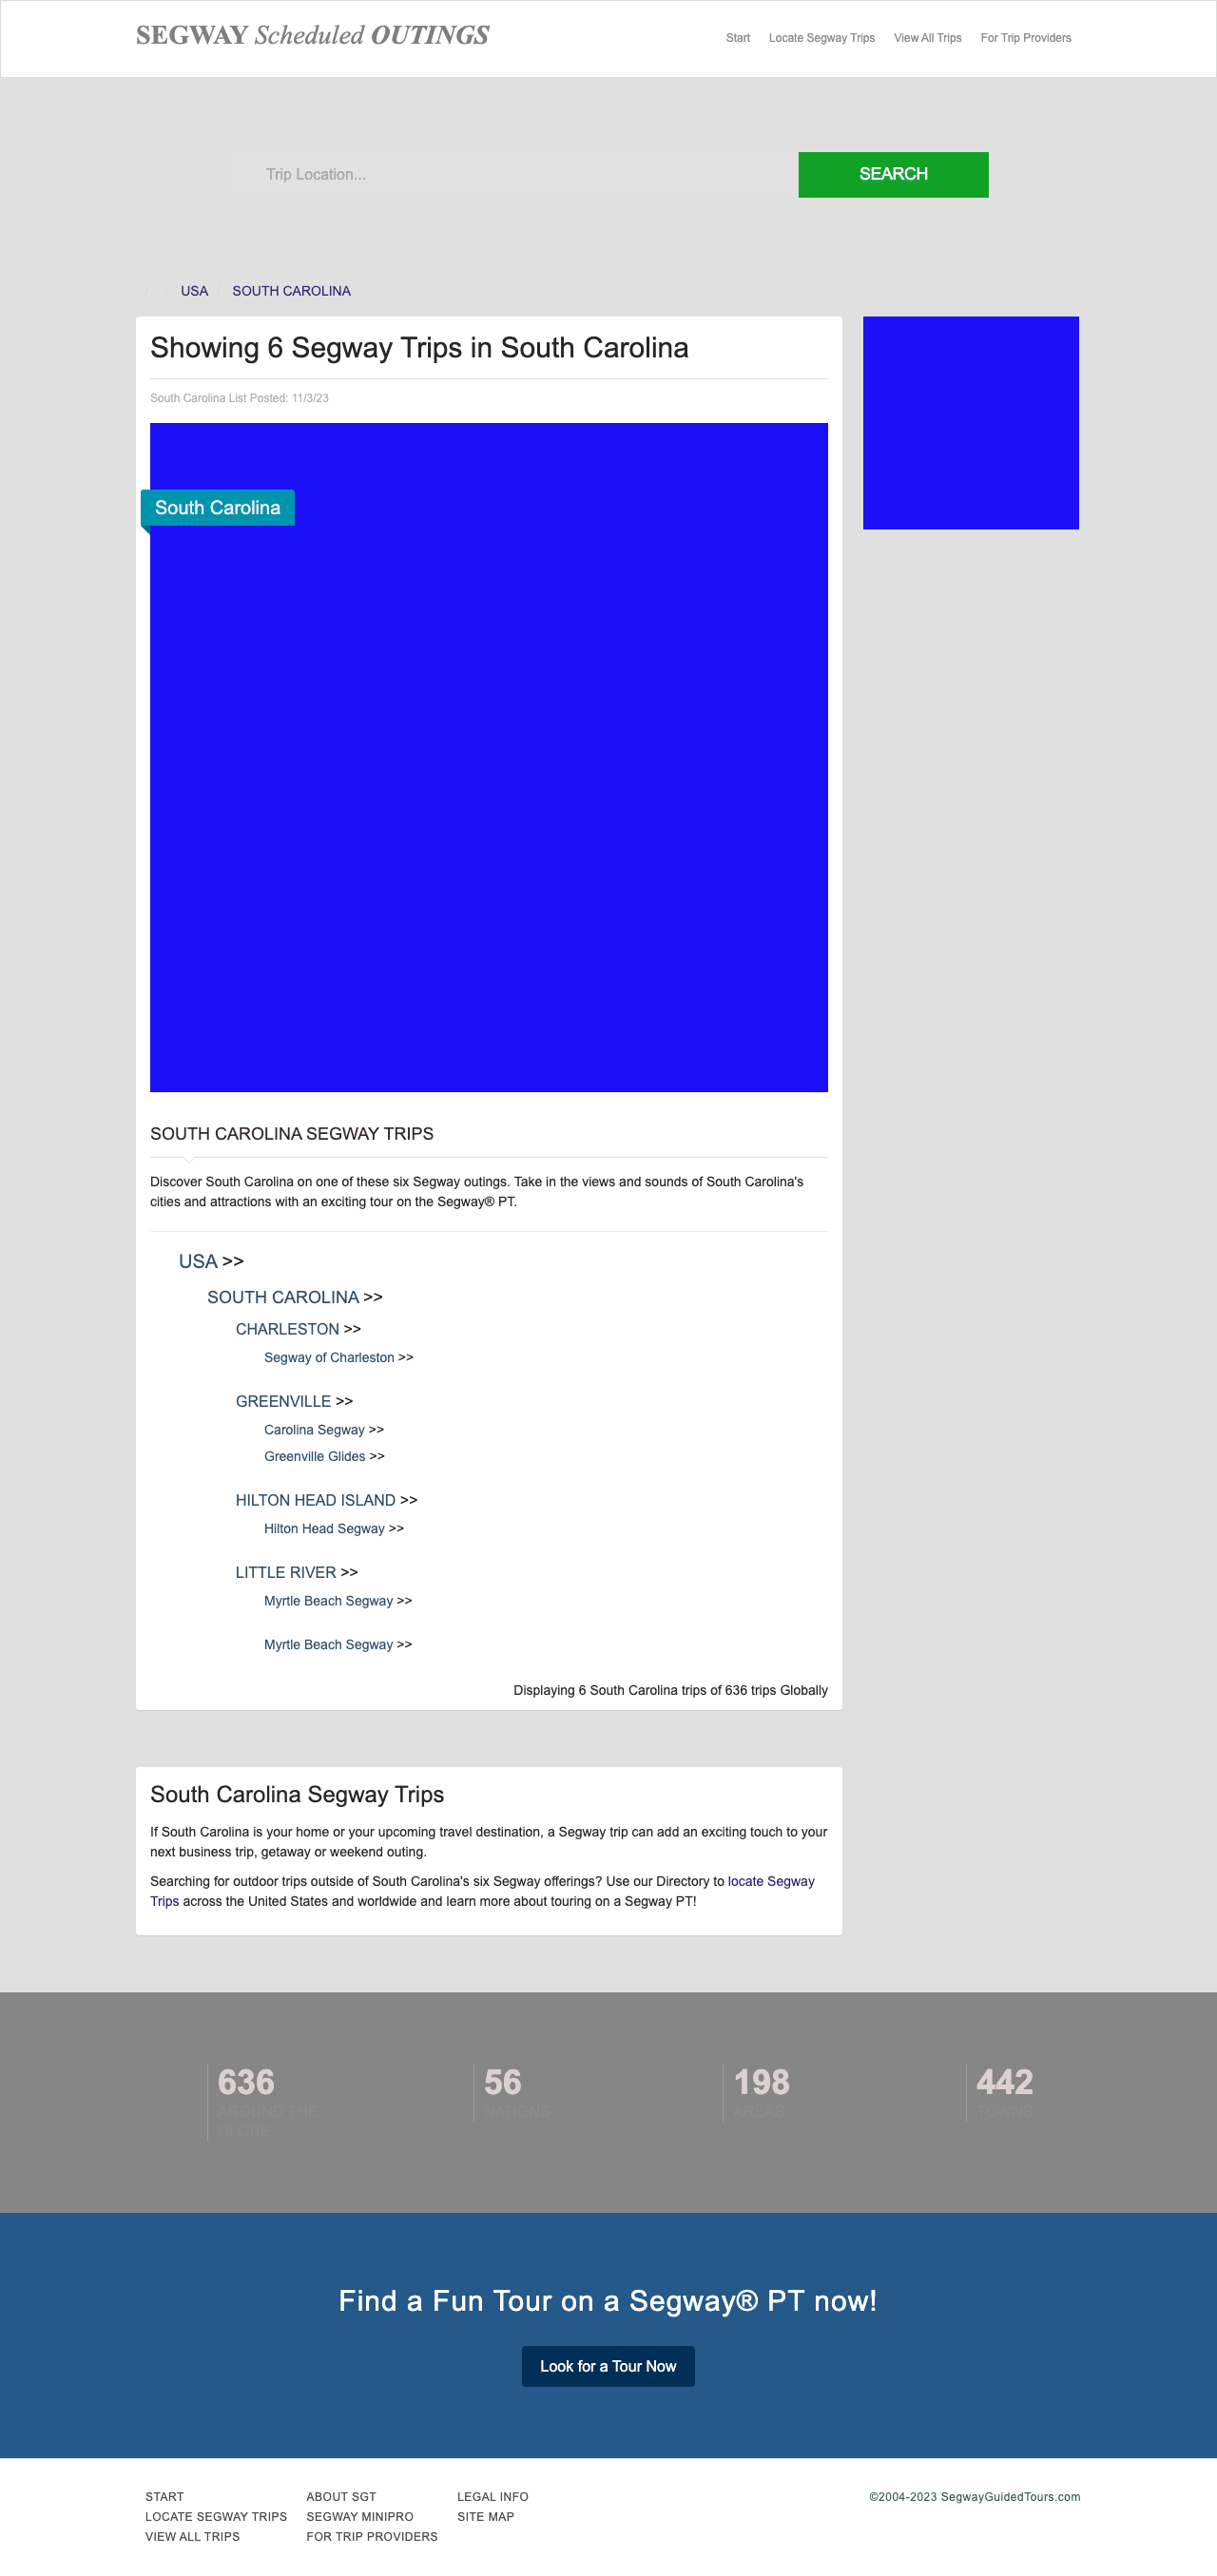 SEGWAY Scheduled OUTINGS
Start Locate Segway Trips View All Trips For Trip Providers
Trip Location...
SEARCH
/ / USA / SOUTH CAROLINA
Showing 6 Segway Trips in South Carolina
South Carolina List Posted: 11/3/23
South Carolina
SOUTH CAROLINA SEGWAY TRIPS
Discover South Carolina on one of these six Segway outings. Take in the views and sounds of South Carolina's
cities and attractions with an exciting tour on the Segway® PT.
USA >>
SOUTH CAROLINA >>
CHARLESTON >>
Segway of Charleston >>
GREENVILLE >>
Carolina Segway >>
Greenville Glides >>
HILTON HEAD ISLAND >>
Hilton Head Segway >>
LITTLE RIVER >>
Myrtle Beach Segway >>
Myrtle Beach Segway >>
Displaying 6 South Carolina trips of 636 trips Globally
South Carolina Segway Trips
If South Carolina is your home or your upcoming travel destination, a Segway trip can add an exciting touch to your
next business trip, getaway or weekend outing.
Searching for outdoor trips outside of South Carolina's six Segway offerings? Use our Directory to locate Segway
Trips across the United States and worldwide and learn more about touring on a Segway PT!
636
AROUND THE
GLOBE
56
NATIONS
198
AREAS
442
TOWNS
Find a Fun Tour on a Segway® PT now!
Look for a Tour Now
START
LOCATE SEGWAY TRIPS
VIEW ALL TRIPS
ABOUT SGT
SEGWAY MINIPRO
FOR TRIP PROVIDERS
LEGAL INFO
SITE MAP
©2004-2023 SegwayGuidedTours.com